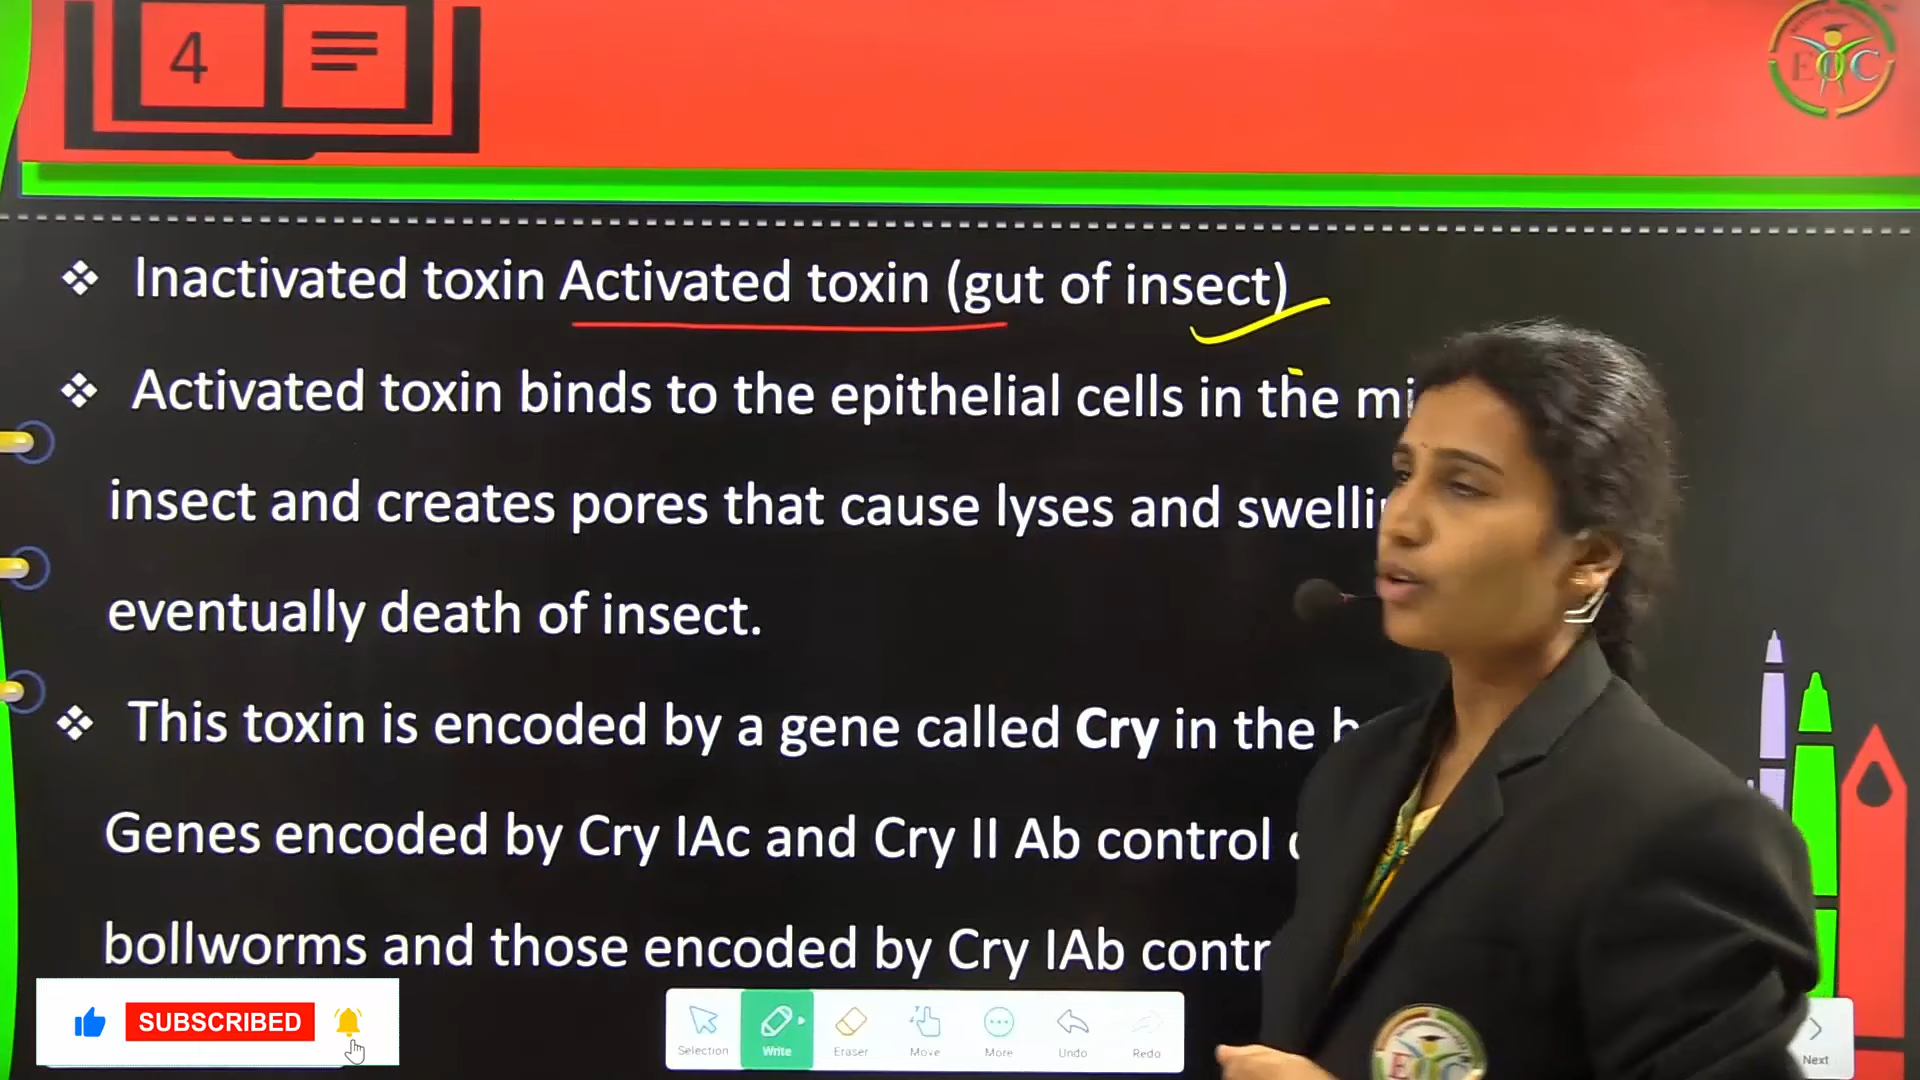 4
EOC
Inactivated toxin Activated toxin (gut of insect)
Activated toxin binds to the epithelial cells in the
insect and creates pores that cause lyses and
eventually death of insect.
This toxin is encoded by a gene called Cry in the
Genes encoded by Cry IAc and Cry II Ab control
bollworms and those encoded by Cry IAb
SUBSCRIBED
Selection Write Eraser Move More Undo Redo
Next